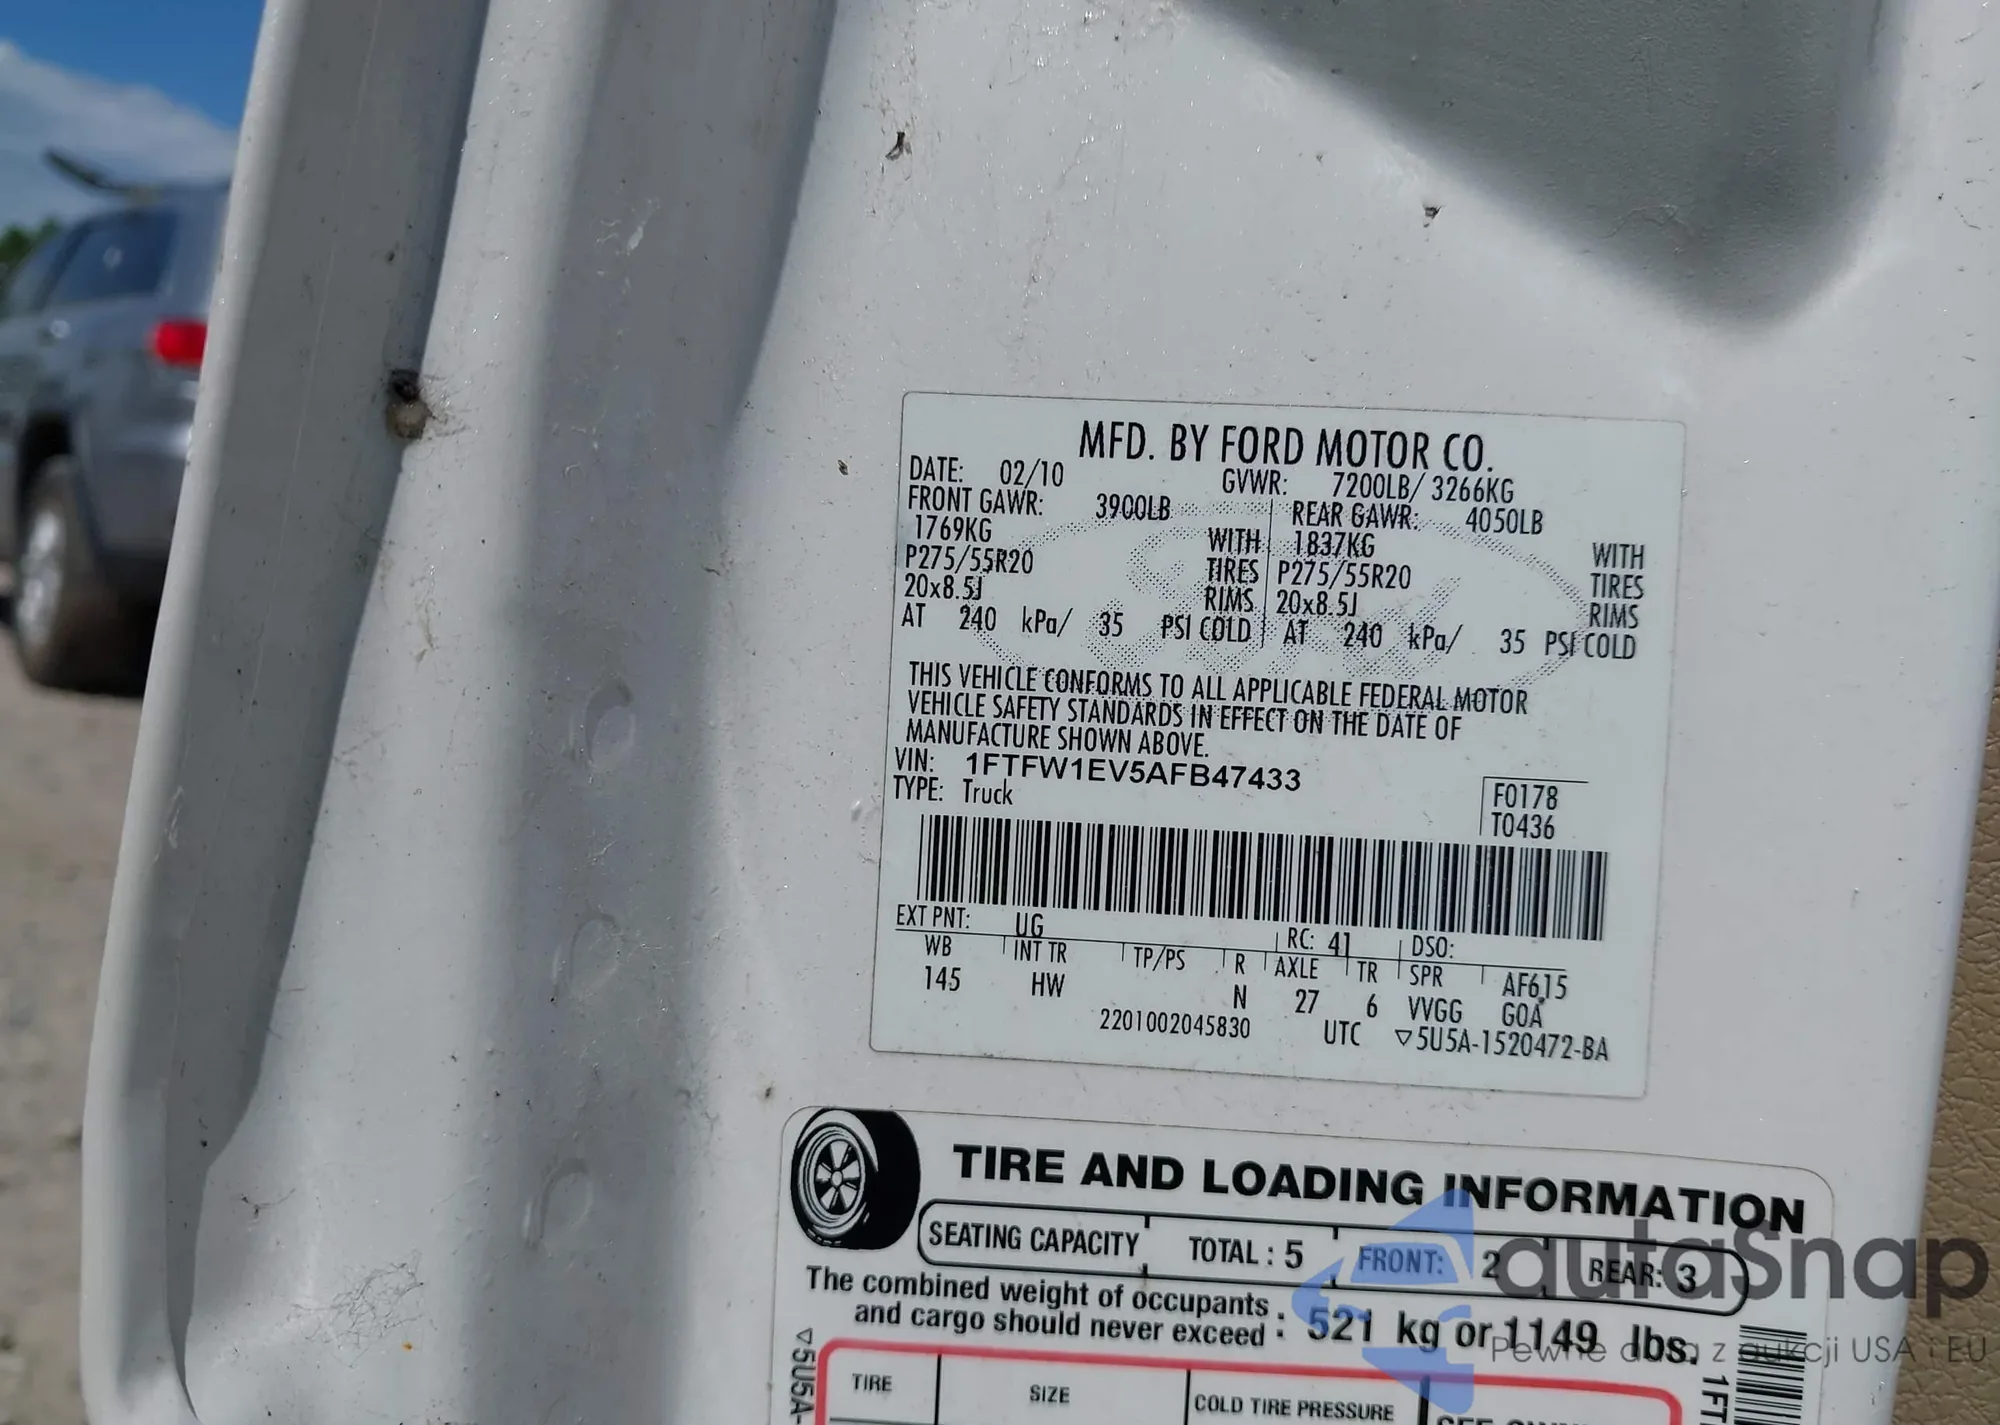 MFD. BY FORD MOTOR CO.
DATE: 02/10 GVWR: 7200LB/ 3266KG
FRONT GAWR: 3900LB REAR GAWR: 4050LB
1769KG WITH 1837KG WITH
P275/55R20 TIRES P275/55R20 TIRES
20x8.5J RIMS 20x8.5J RIMS
AT 240 kPa/ 35 PSI COLD AT 240 kPa/ 35 PSI COLD
THIS VEHICLE CONFORMS TO ALL APPLICABLE FEDERAL MOTOR
VEHICLE SAFETY STANDARDS IN EFFECT ON THE DATE OF
MANUFACTURE SHOWN ABOVE.
VIN: 1FTFW1EV5AFB47433
TYPE: Truck
F0178
T0436
EXT PNT: UG RC: 41 DSO:
WB INT TR TP/PS R AXLE TR SPR AF615
145 HW N 27 6 VVGG GOA
2201002045830 UTC ▽5U5A-1520472-BA
TIRE AND LOADING INFORMATION
SEATING CAPACITY TOTAL : 5 FRONT: 2 REAR: 3
The combined weight of occupants
and cargo should never exceed : 521 kg or 1149 lbs.
TIRE SIZE COLD TIRE PRESSURE
▽5U5A-
1FT
autoSnap
Pewne auta z aukcji USA i EU